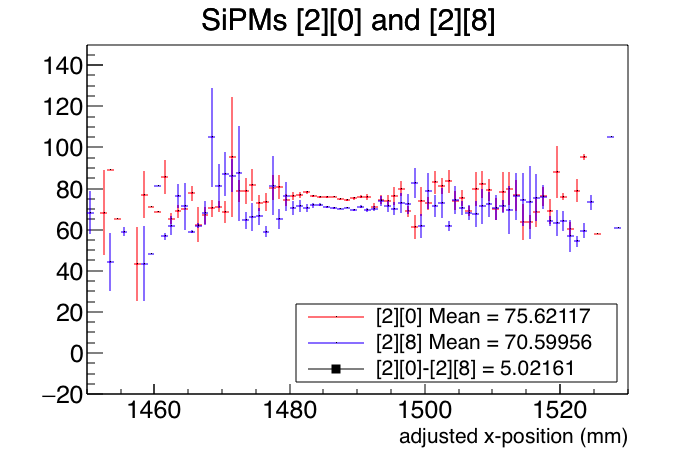 SiPMs [2][0] and [2][8]
140
120
100
80
60
40
20
0
−20
[2][0] Mean = 75.62117
[2][8] Mean = 70.59956
[2][0]-[2][8] = 5.02161
1460 1480 1500 1520
adjusted x-position (mm)